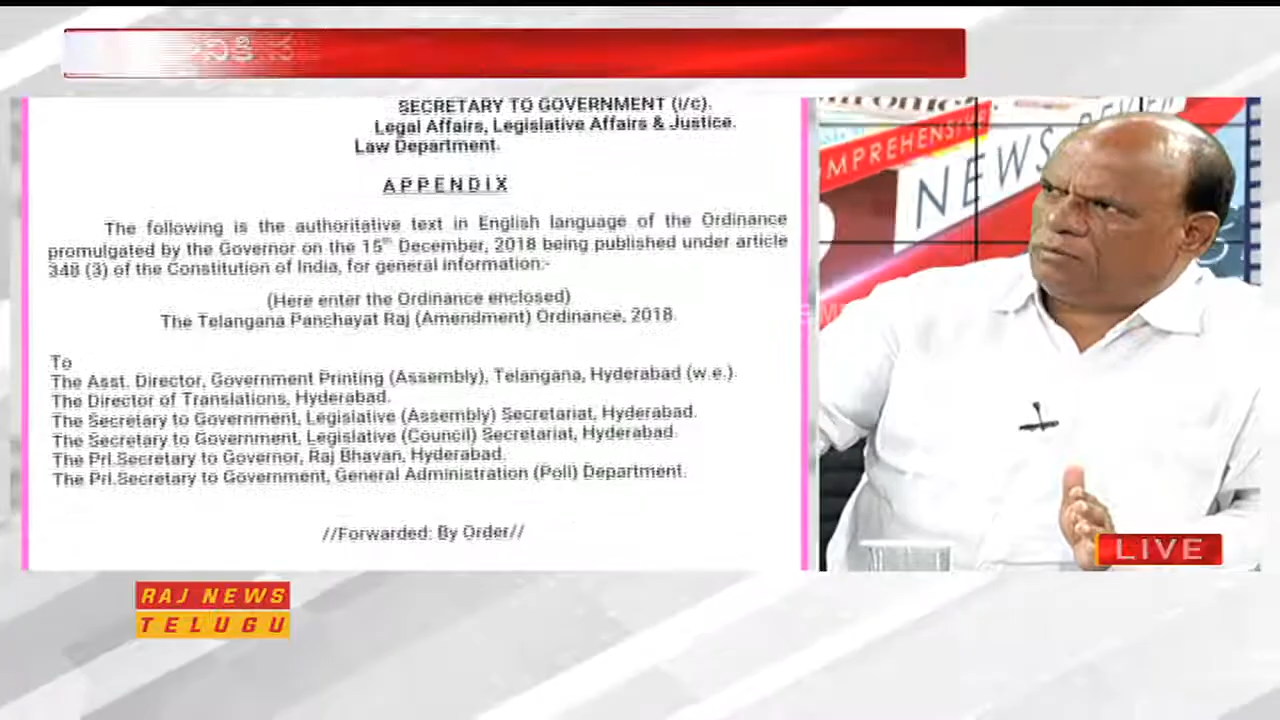 SECRETARY TO GOVERNMENT (i/c).
Legal Affairs, Legislative Affairs & Justice.
Law Department.
APPENDIX
The following is the authoritative text in English language of the Ordinance
promulgated by the Governor on the 15th December, 2018 being published under article
348 (3) of the Constitution of India, for general information:-
(Here enter the Ordinance enclosed)
The Telangana Panchayat Raj (Amendment) Ordinance, 2018.
To
The Asst. Director, Government Printing (Assembly), Telangana, Hyderabad (w.e.).
The Director of Translations, Hyderabad.
The Secretary to Government, Legislative (Assembly) Secretariat, Hyderabad.
The Secretary to Government, Legislative (Council) Secretariat, Hyderabad.
The Prl.Secretary to Governor, Raj Bhavan, Hyderabad.
The Prl.Secretary to Government, General Administration (Poll) Department.
//Forwarded: By Order//
NEWS
LIVE
RAJ NEWS
TELUGU